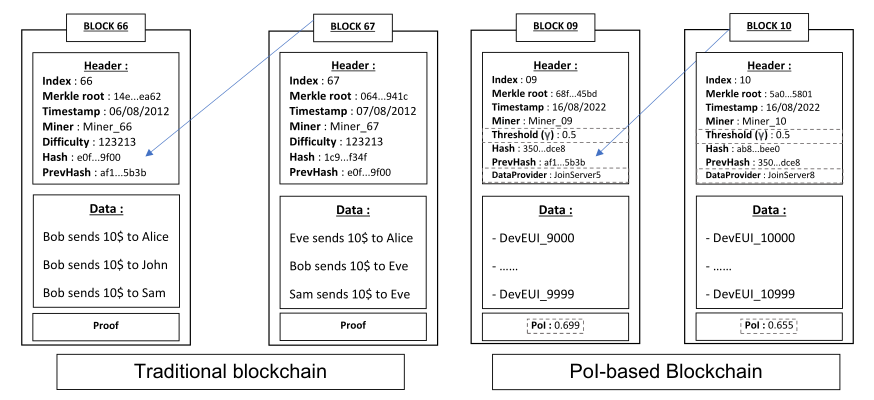 BLOCK 66
Header :
Index : 66
Merkle root : 14e...ea62
Timestamp : 06/08/2012
Miner : Miner_66
Difficulty : 123213
Hash : e0f...9f00
PrevHash : af1...5b3b
Data :
Bob sends 10$ to Alice
Bob sends 10$ to John
Bob sends 10$ to Sam
Proof
BLOCK 67
Header :
Index : 67
Merkle root : 064...941c
Timestamp : 07/08/2012
Miner : Miner_67
Difficulty : 123213
Hash : 1c9...f34f
PrevHash : e0f...9f00
Data :
Eve sends 10$ to Alice
Bob sends 10$ to Eve
Sam sends 10$ to Eve
Proof
Traditional blockchain
BLOCK 09
Header :
Index : 09
Merkle root : 68f...45bd
Timestamp : 16/08/2022
Miner : Miner_09
Threshold (γ) : 0.5
Hash : 350...dce8
PrevHash : af1...5b3b
DataProvider : JoinServer5
Data :
- DevEUI_9000
- ......
- DevEUI_9999
PoI : 0.699
BLOCK 10
Header :
Index : 10
Merkle root : 5a0...5801
Timestamp : 16/08/2022
Miner : Miner_10
Threshold (γ) : 0.5
Hash : ab8...bee0
PrevHash : 350...dce8
DataProvider : JoinServer8
Data :
- DevEUI_10000
- ......
- DevEUI_10999
PoI : 0.655
PoI-based Blockchain